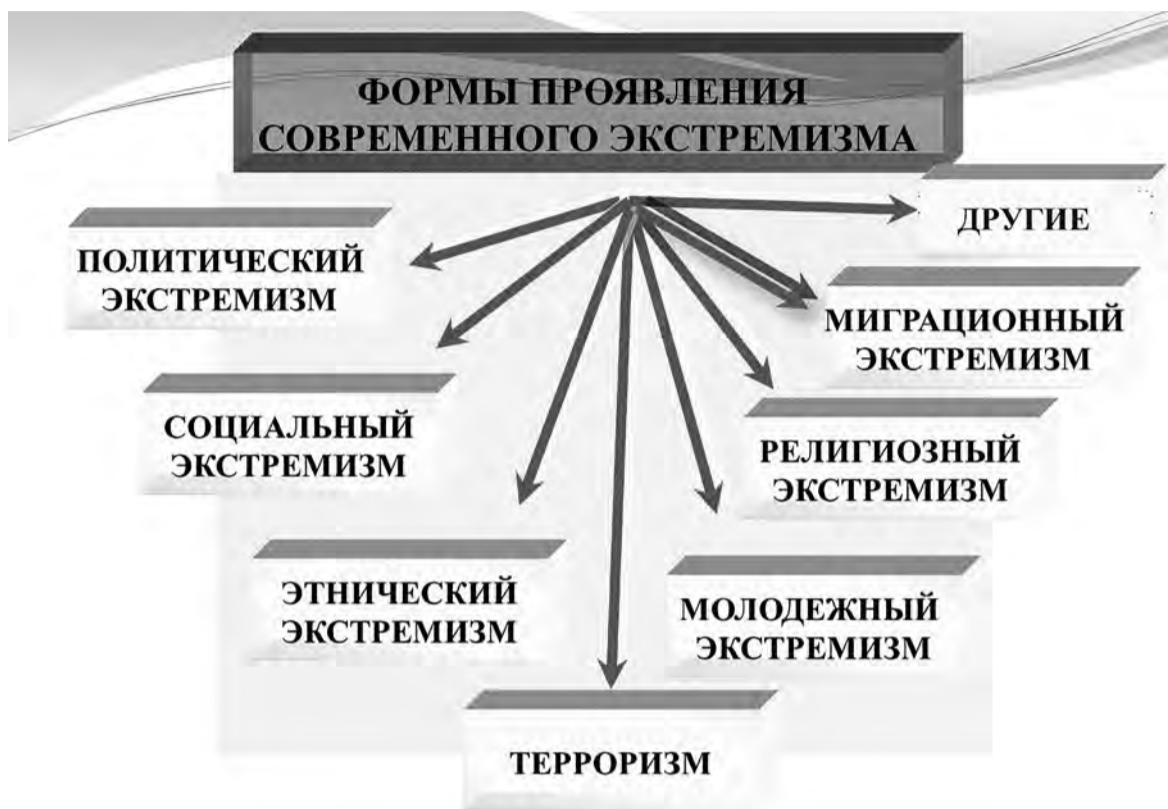 ФОРМЫ ПРОЯВЛЕНИЯ
СОВРЕМЕННОГО ЭКСТРЕМИЗМА
ПОЛИТИЧЕСКИЙ
ЭКСТРЕМИЗМ
СОЦИАЛЬНЫЙ
ЭКСТРЕМИЗМ
ЭТНИЧЕСКИЙ
ЭКСТРЕМИЗМ
ТЕРРОРИЗМ
МОЛОДЕЖНЫЙ
ЭКСТРЕМИЗМ
РЕЛИГИОЗНЫЙ
ЭКСТРЕМИЗМ
МИГРАЦИОННЫЙ
ЭКСТРЕМИЗМ
ДРУГИЕ